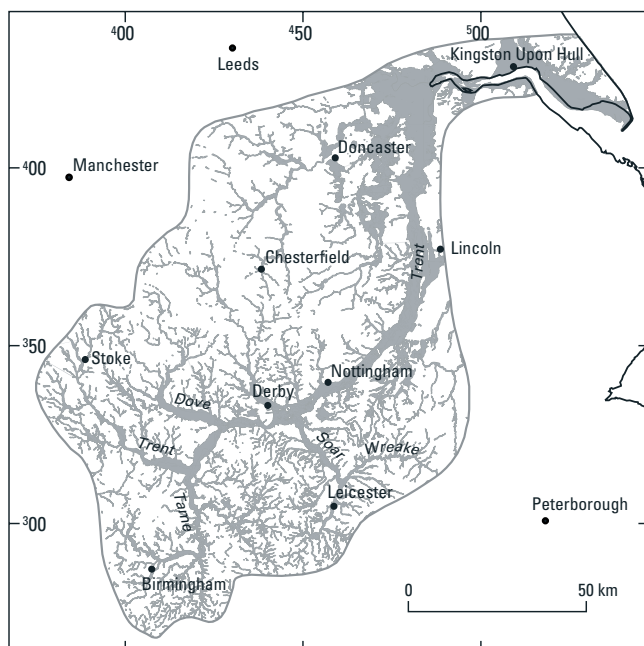 400
450
500
Leeds
Kingston Upon Hull
Doncaster
400
Manchester
Trent
Lincoln
Chesterfield
350
Stoke
Nottingham
Derby
Dove
Trent
Soar
Wreake
Tame
Leicester
300
Peterborough
Birmingham
0
50 km